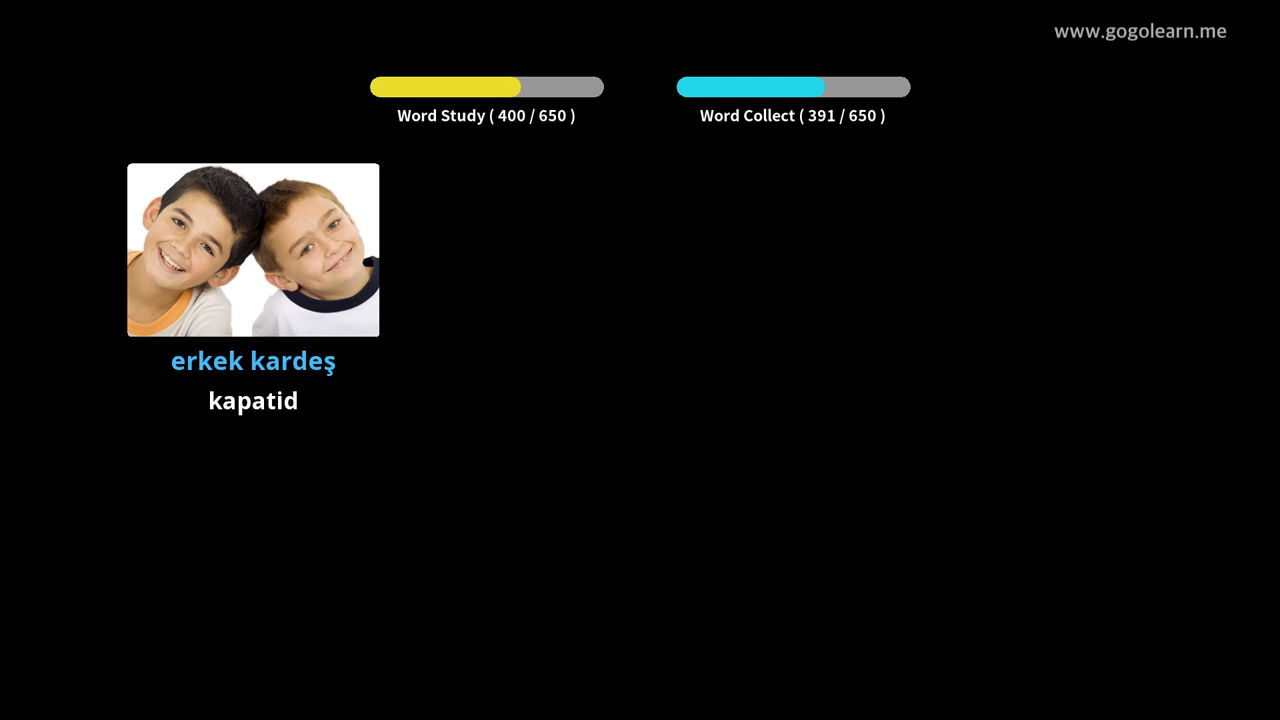 www.gogolearn.me
Word Study ( 400 / 650 )
Word Collect ( 391 / 650 )
erkek kardeş
kapatid